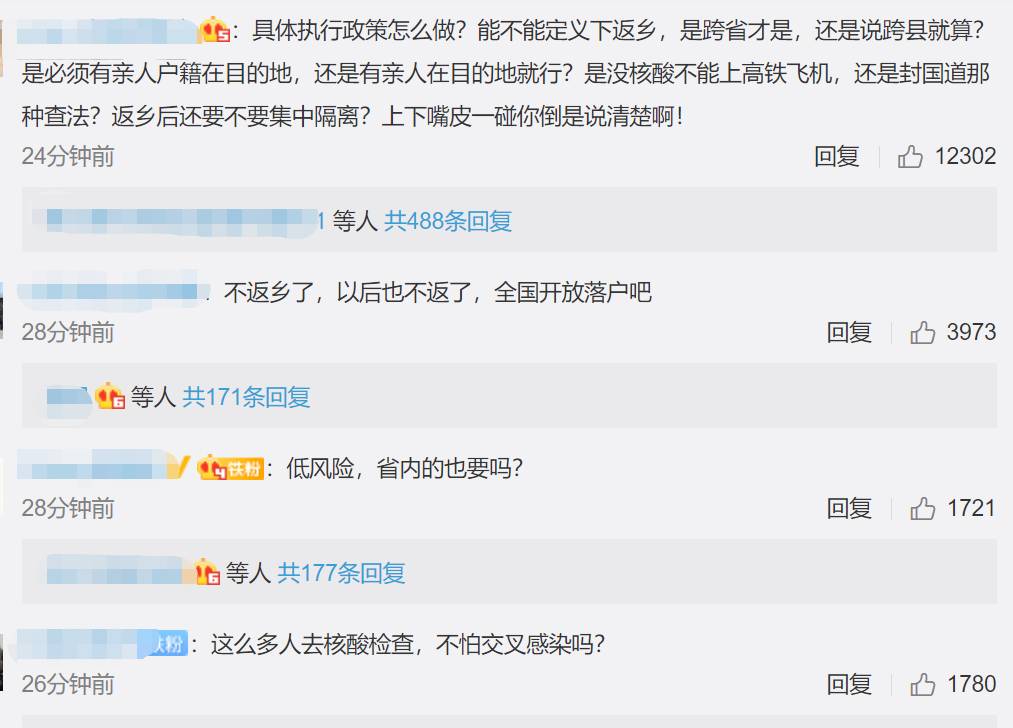 ：具体执行政策怎么做？能不能定义下返乡，是跨省才是，还是说跨县就算？
是必须有亲人户籍在目的地，还是有亲人在目的地就行？是没核酸不能上高铁飞机，还是封国道那
种查法？返乡后还要不要集中隔离？上下嘴皮一碰你倒是说清楚啊！
24分钟前 回复 12302
1 等人 共488条回复
不返乡了，以后也不返了，全国开放落户吧
28分钟前 回复 3973
6 等人 共171条回复
4 铁粉：低风险，省内的也要吗？
28分钟前 回复 1721
6 等人 共177条回复
铁粉：这么多人去核酸检查，不怕交叉感染吗？
26分钟前 回复 1780